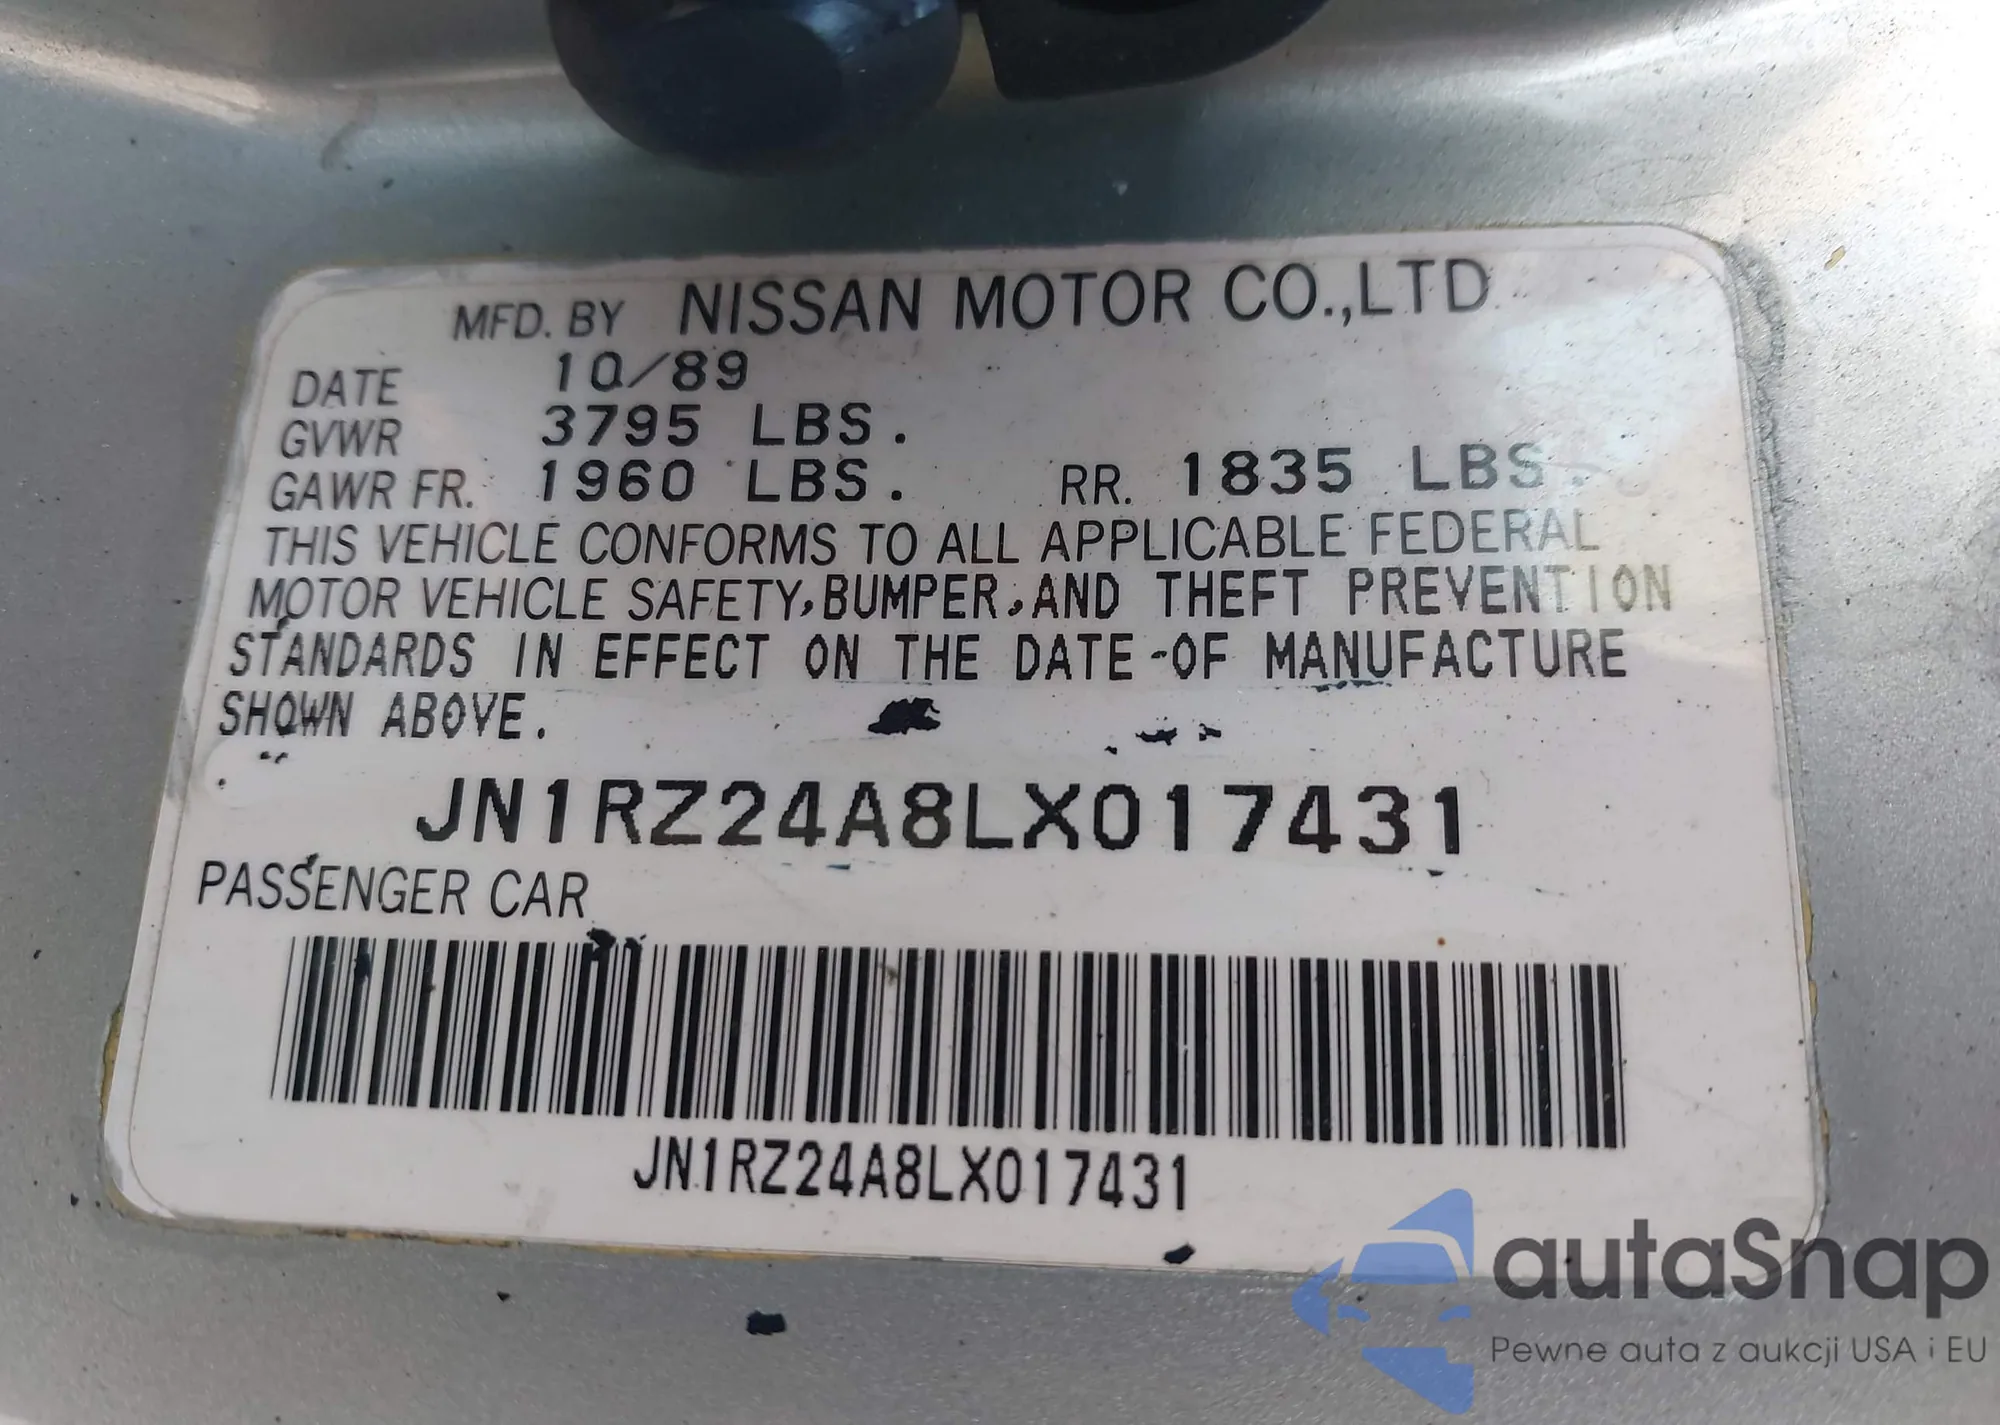 MFD. BY NISSAN MOTOR CO.,LTD
DATE 10/89
GVWR 3795 LBS.
GAWR FR. 1960 LBS. RR. 1835 LBS.
THIS VEHICLE CONFORMS TO ALL APPLICABLE FEDERAL
MOTOR VEHICLE SAFETY, BUMPER, AND THEFT PREVENTION
STANDARDS IN EFFECT ON THE DATE OF MANUFACTURE
SHOWN ABOVE.
JN1RZ24A8LX017431
PASSENGER CAR
JN1RZ24A8LX017431
autaSnap
Pewne auta z aukcji USA i EU